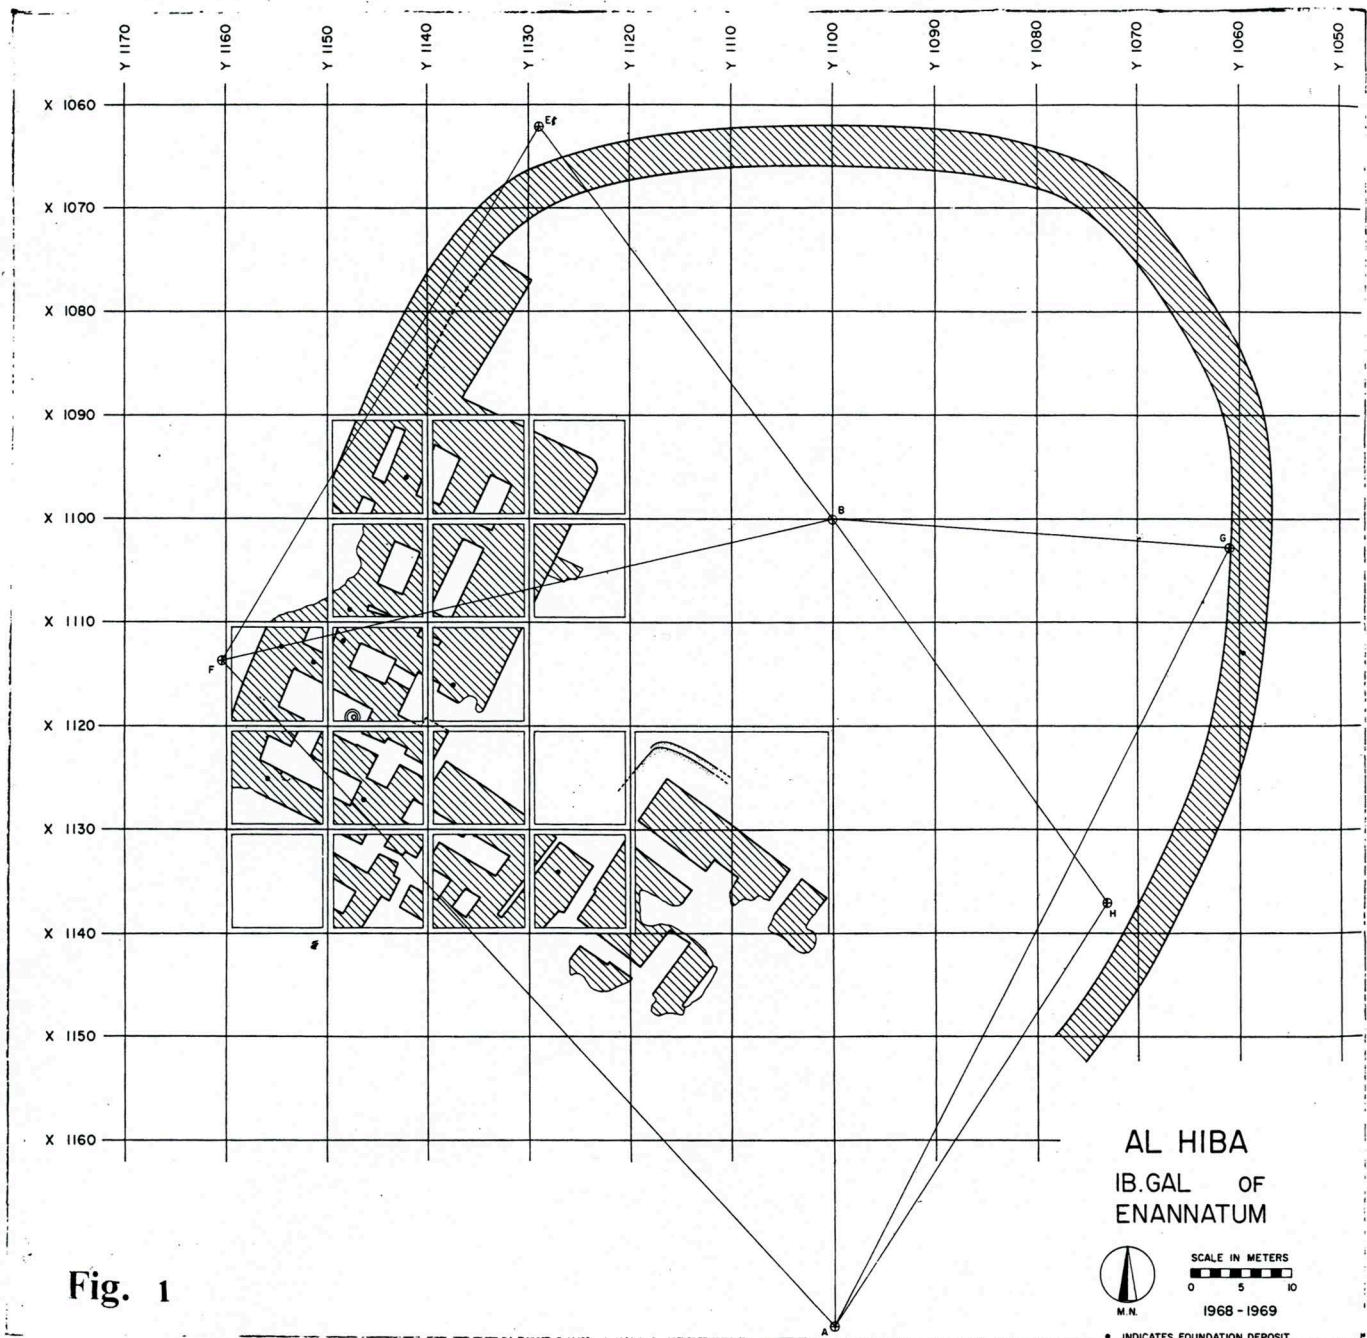 Y 1170
Y 1160
Y 1150
Y 1140
Y 1130
Y 1120
Y 1110
Y 1100
Y 1090
Y 1080
Y 1070
Y 1060
Y 1050
X 1060
X 1070
X 1080
X 1090
X 1100
X 1110
X 1120
X 1130
X 1140
X 1150
X 1160
B
G
F
H
A
AL HIBA
IB.GAL OF
ENANNATUM
SCALE IN METERS
0 5 10
M.N.
1968 - 1969
• INDICATES FOUNDATION DEPOSIT
Fig. 1